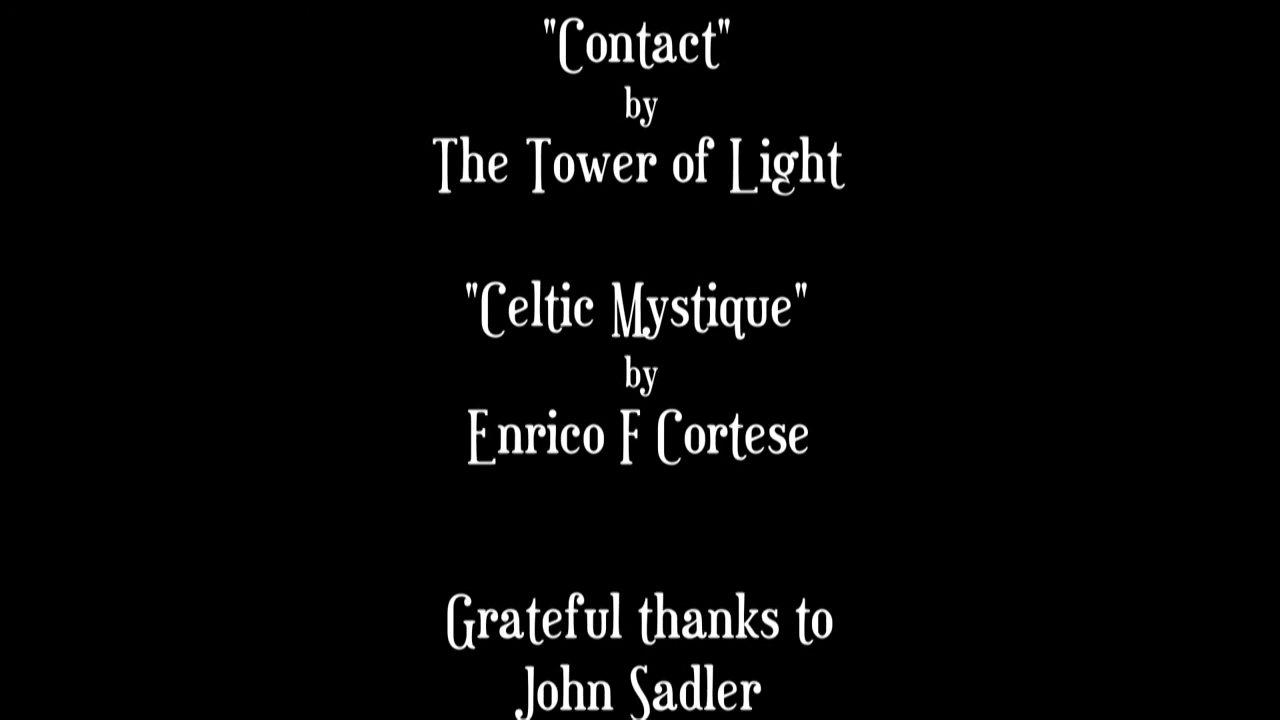 "Contact"
by
The Tower of Light
"Celtic Mystique"
by
Enrico F Cortese
Grateful thanks to
John Sadler